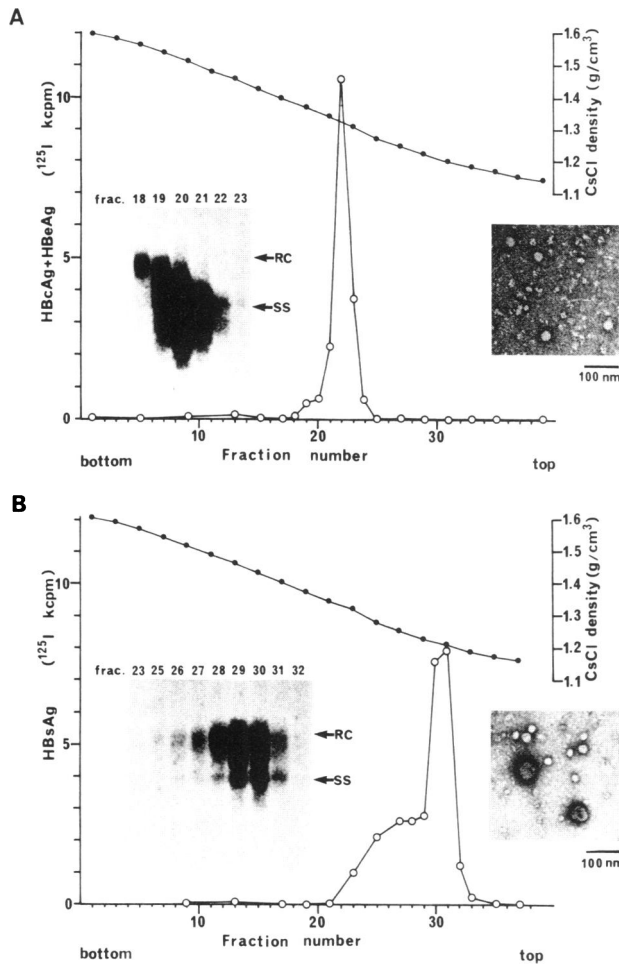 A
HBcAg+HBeAg (¹²⁵I kcpm)
10
5
0
1.6
1.5
1.4
1.3
1.2
1.1
CsCl density (g/cm³)
frac. 18 19 20 21 22 23
RC
SS
100 nm
10 20 30
bottom Fraction number top
B
HBsAg (¹²⁵I kcpm)
10
5
0
1.6
1.5
1.4
1.3
1.2
1.1
CsCl density (g/cm³)
frac. 23 25 26 27 28 29 30 31 32
RC
SS
100 nm
10 20 30
bottom Fraction number top